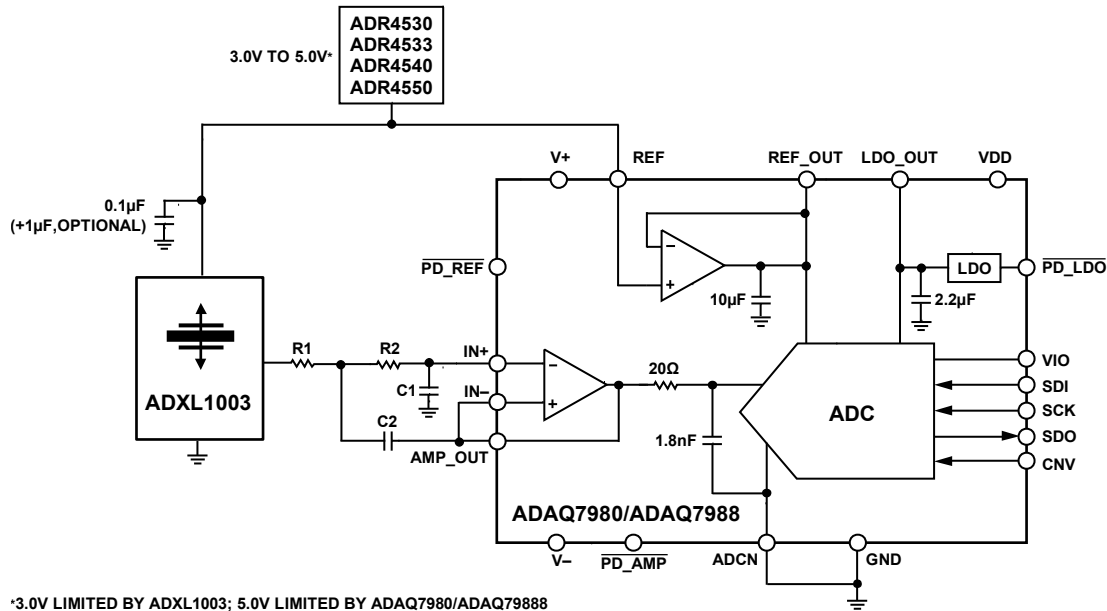 ADR4530
ADR4533
ADR4540
ADR4550
3.0V TO 5.0V*
V+
REF
REF_OUT
LDO_OUT
VDD
0.1µF
(+1µF,OPTIONAL)
PD_REF
−
+
10µF
LDO
2.2µF
PD_LDO
ADXL1003
R1
R2
C1
C2
IN+
IN−
AMP_OUT
−
+
20Ω
1.8nF
ADC
VIO
SDI
SCK
SDO
CNV
ADAQ7980/ADAQ7988
V−
PD_AMP
ADCN
GND
*3.0V LIMITED BY ADXL1003; 5.0V LIMITED BY ADAQ7980/ADAQ79888